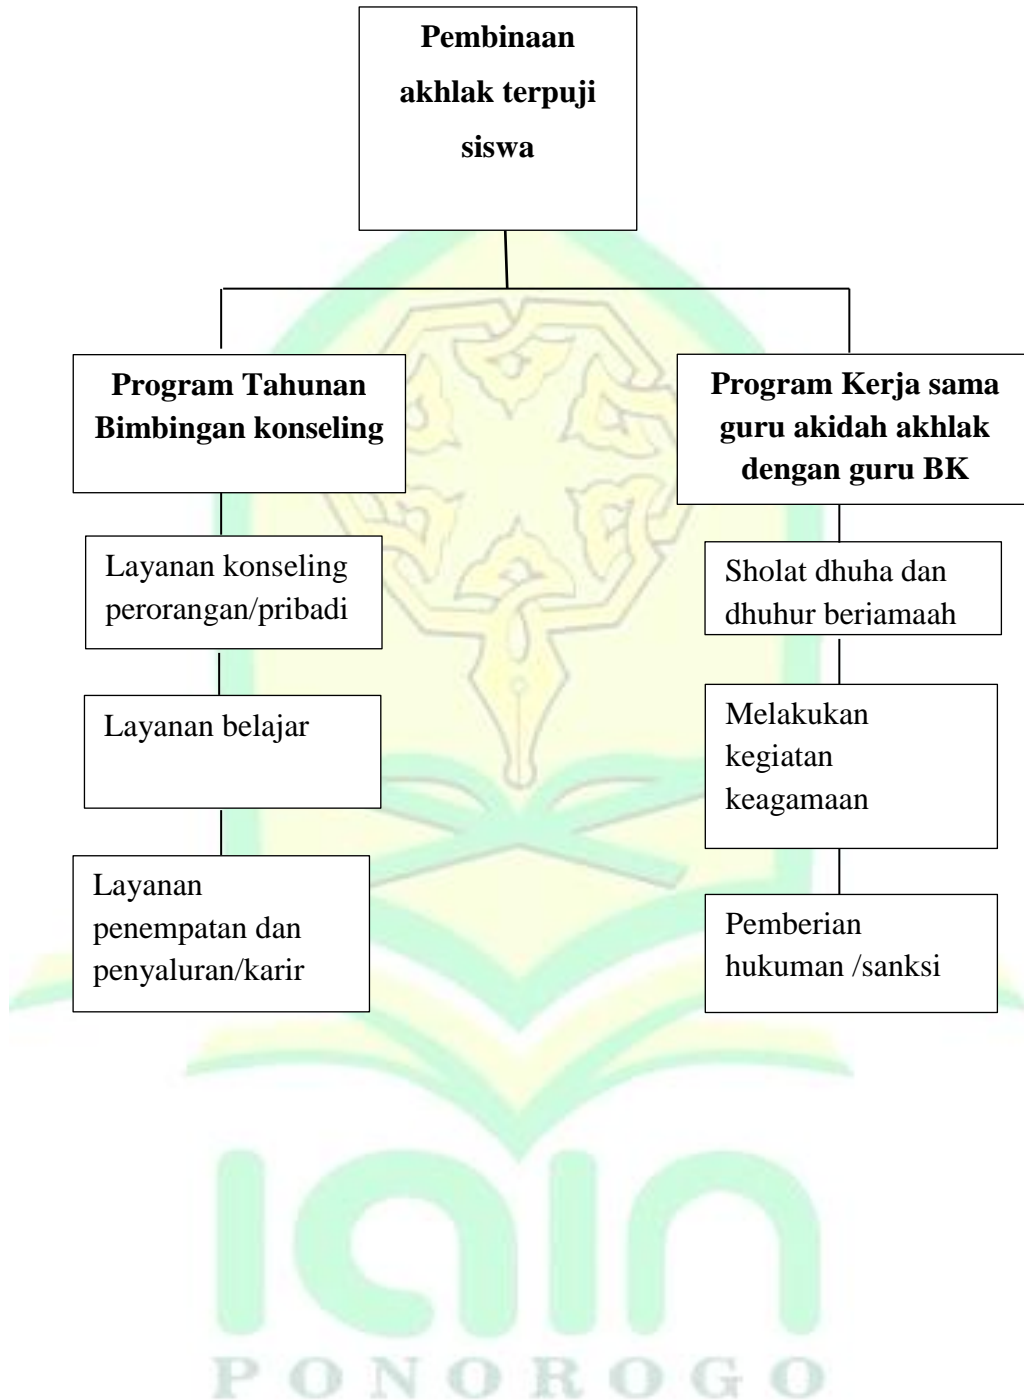 Pembinaan
akhlak terpuji
siswa
Program Tahunan
Bimbingan konseling
Layanan konseling
perorangan/pribadi
Layanan belajar
Layanan
penempatan dan
penyaluran/karir
Program Kerja sama
guru akidah akhlak
dengan guru BK
Sholat dhuha dan
dhuhur berjamaah
Melakukan
kegiatan
keagamaan
Pemberian
hukuman /sanksi
iain
PONOROGO